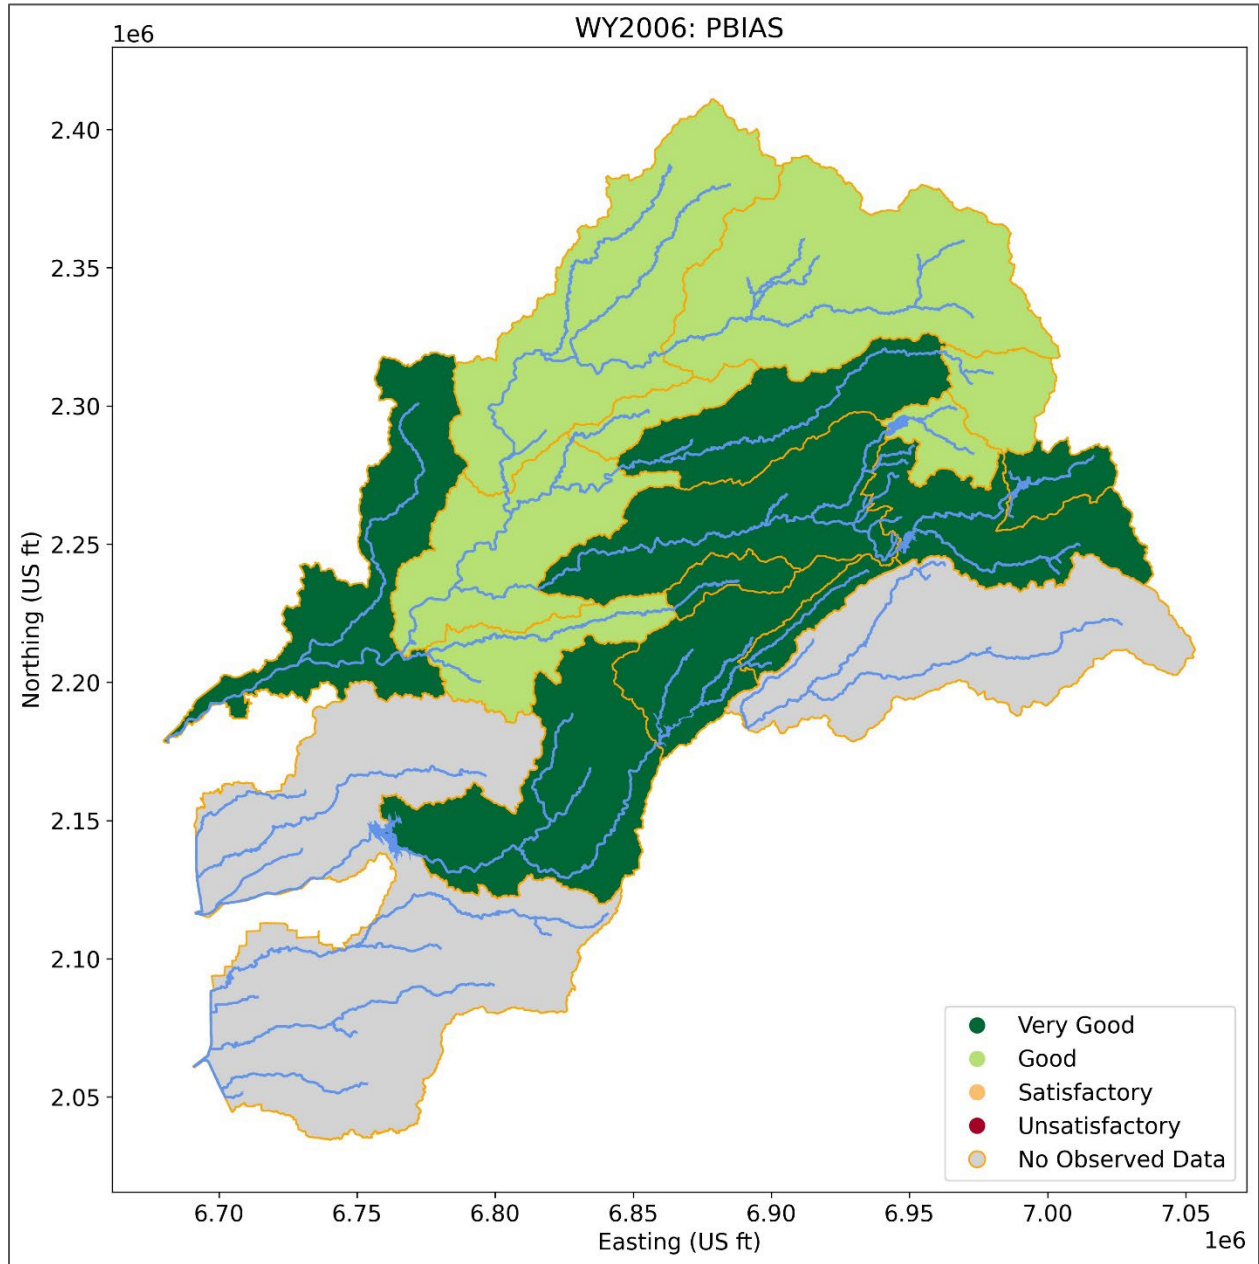 WY2006: PBIAS
1e6
2.40
2.35
2.30
2.25
2.20
2.15
2.10
2.05
Northing (US ft)
Very Good
Good
Satisfactory
Unsatisfactory
No Observed Data
6.70 6.75 6.80 6.85 6.90 6.95 7.00 7.05
Easting (US ft)
1e6